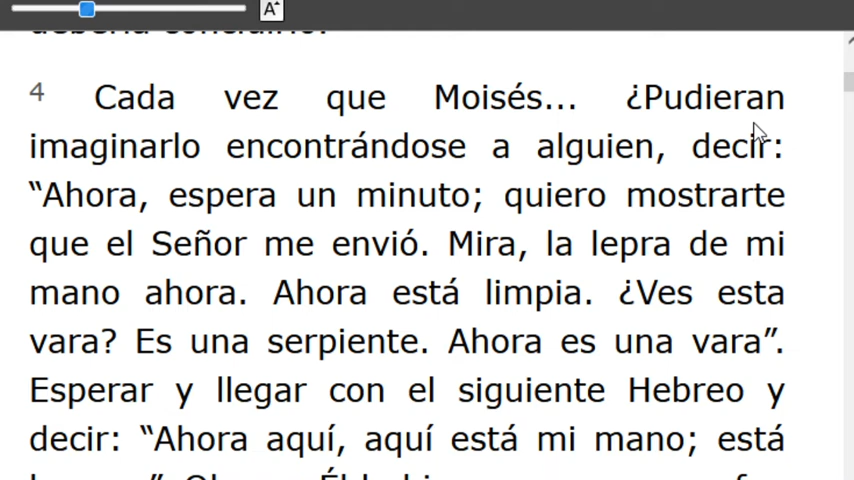 A
4 Cada vez que Moisés... ¿Pudieran
imaginarlo encontrándose a alguien, decir:
“Ahora, espera un minuto; quiero mostrarte
que el Señor me envió. Mira, la lepra de mi
mano ahora. Ahora está limpia. ¿Ves esta
vara? Es una serpiente. Ahora es una vara”.
Esperar y llegar con el siguiente Hebreo y
decir: “Ahora aquí, aquí está mi mano; está